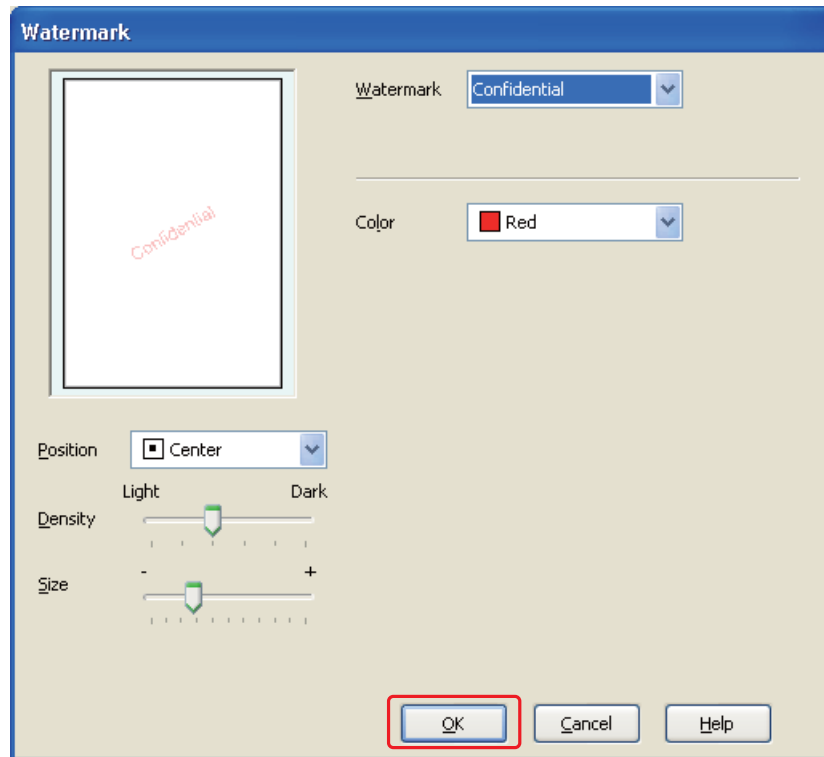 Watermark
Watermark Confidential
Confidential
Color Red
Position Center
Light Dark
Density
- +
Size
OK Cancel Help